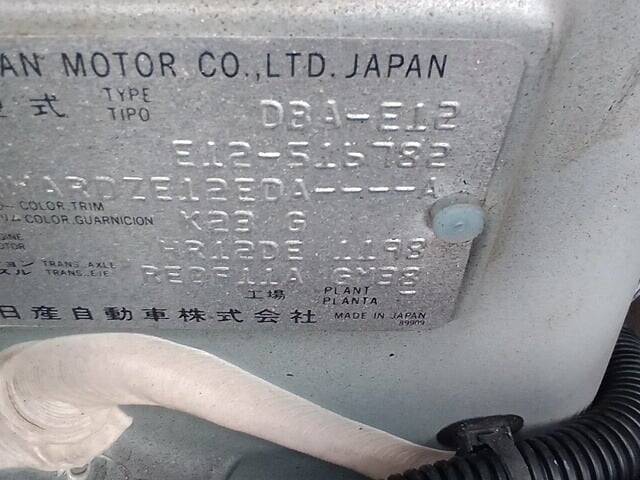 AN MOTOR CO.,LTD. JAPAN
型式 TYPE TIPO DBA-E12
E12-516782
ARDZE12EDA----A
COLOR,TRIM
COLOR,GUARNICION K23 G
HR12DE 1198
TRANS. AXLE
TRANS. EJE RE0F11A GM38
工場 PLANT PLANTA
日産自動車株式会社 MADE IN JAPAN
89909